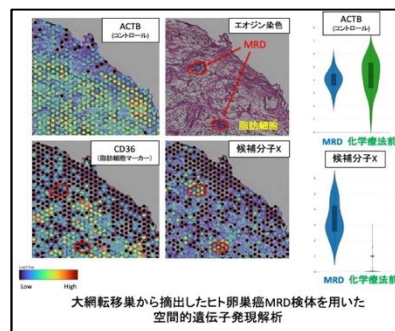 ACTB
(コントロール)
エオジン染色
MRD
脂肪細胞
ACTB
(コントロール)
MRD 化学療法前
CD36
(脂肪細胞マーカー)
候補分子X
候補分子X
MRD 化学療法前
Low High
大網転移巣から摘出したヒト卵巣癌MRD検体を用いた
空間的遺伝子発現解析